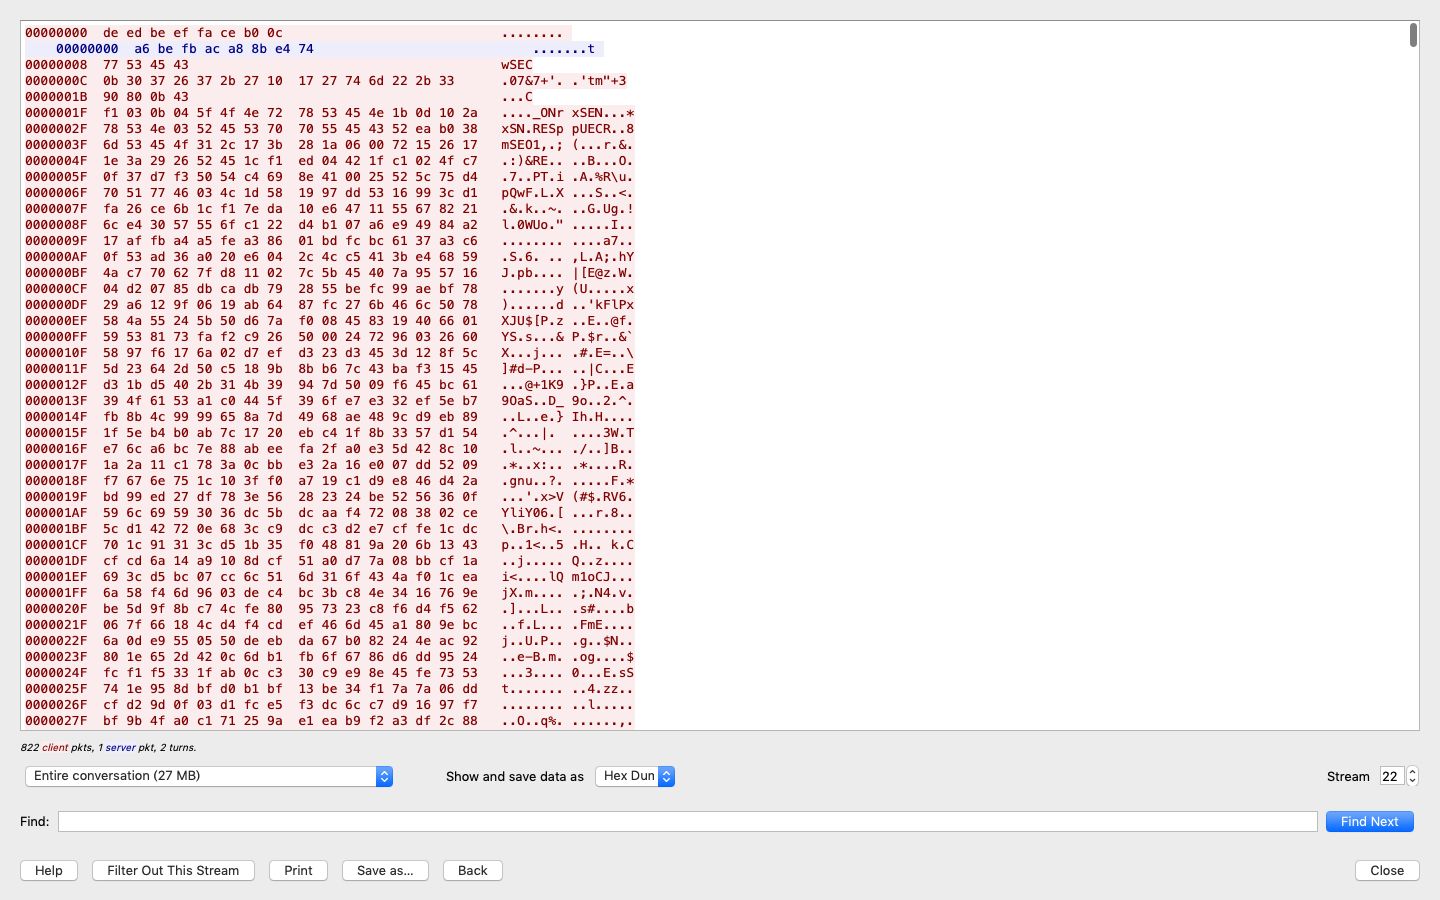 00000000 de ed be ef fa ce b0 0c ........
00000000 a6 be fb ac a8 8b e4 74 .......t
00000008 77 53 45 43 wSEC
0000000C 0b 30 37 26 37 2b 27 10 17 27 74 6d 22 2b 33 .07&7+'. .'tm"+3
0000001B 90 80 0b 43 ...C
0000001F f1 03 0b 04 5f 4f 4e 72 78 53 45 4e 1b 0d 10 2a ...._ONr xSEN...*
0000002F 78 53 4e 03 52 45 53 70 70 55 45 43 52 ea b0 38 xSN.RESp pUECR..8
0000003F 6d 53 45 4f 31 2c 17 3b 28 1a 06 00 72 15 26 17 mSEO1,.; (...r.&.
0000004F 1e 3a 29 26 52 45 1c f1 ed 04 42 1f c1 02 4f c7 .:)&RE.. ..B...O.
0000005F 0f 37 d7 f3 50 54 c4 69 8e 41 00 25 52 5c 75 d4 .7..PT.i .A.%R\u.
0000006F 70 51 77 46 03 4c 1d 58 19 97 dd 53 16 99 3c d1 pQwF.L.X ...S..<.
0000007F fa 26 ce 6b 1c f1 7e da 10 e6 47 11 55 67 82 21 .&.k..~. ..G.Ug.!
0000008F 6c e4 30 57 55 6f c1 22 d4 b1 07 a6 e9 49 84 a2 l.0WUo." .....I..
0000009F 17 af fb a4 a5 fe a3 86 01 bd fc bc 61 37 a3 c6 ........ ....a7..
000000AF 0f 53 ad 36 a0 20 e6 04 2c 4c c5 41 3b e4 68 59 .S.6. .. ,L.A;.hY
000000BF 4a c7 70 62 7f d8 11 02 7c 5b 45 40 7a 95 57 16 J.pb.... |[E@z.W.
000000CF 04 d2 07 85 db ca db 79 28 55 be fc 99 ae bf 78 .......y (U.....x
000000DF 29 a6 12 9f 06 19 ab 64 87 fc 27 6b 46 6c 50 78 )......d ..'kFlPx
000000EF 58 4a 55 24 5b 50 d6 7a f0 08 45 83 19 40 66 01 XJU$[P.z ..E..@f.
000000FF 59 53 81 73 fa f2 c9 26 50 00 24 72 96 03 26 60 YS.s...& P.$r..&`
0000010F 58 97 f6 17 6a 02 d7 ef d3 23 d3 45 3d 12 8f 5c X...j... .#.E=..\
0000011F 5d 23 64 2d 50 c5 18 9b 8b b6 7c 43 ba f3 15 45 ]#d-P... ..|C...E
0000012F d3 1b d5 40 2b 31 4b 39 94 7d 50 09 f6 45 bc 61 ...@+1K9 .}P..E.a
0000013F 39 4f 61 53 a1 c0 44 5f 39 6f e7 e3 32 ef 5e b7 9OaS..D_ 9o..2.^.
0000014F fb 8b 4c 99 99 65 8a 7d 49 68 ae 48 9c d9 eb 89 ..L..e.} Ih.H....
0000015F 1f 5e b4 b0 ab 7c 17 20 eb c4 1f 8b 33 57 d1 54 .^...|. ....3W.T
0000016F e7 6c a6 bc 7e 88 ab ee fa 2f a0 e3 5d 42 8c 10 .l..~... ./..]B..
0000017F 1a 2a 11 c1 78 3a 0c bb e3 2a 16 e0 07 dd 52 09 .*..x:.. .*....R.
0000018F f7 67 6e 75 1c 10 3f f0 a7 19 c1 d9 e8 46 d4 2a .gnu..?. .....F.*
0000019F bd 99 ed 27 df 78 3e 56 28 23 24 be 52 56 36 0f ...'.x>V (#$.RV6.
000001AF 59 6c 69 59 30 36 dc 5b dc aa f4 72 08 38 02 ce YliY06.[ ...r.8..
000001BF 5c d1 42 72 0e 68 3c c9 dc c3 d2 e7 cf fe 1c dc \.Br.h<. ........
000001CF 70 1c 91 31 3c d5 1b 35 f0 48 81 9a 20 6b 13 43 p..1<..5 .H.. k.C
000001DF cf cd 6a 14 a9 10 8d cf 51 a0 d7 7a 08 bb cf 1a ..j..... Q..z....
000001EF 69 3c d5 bc 07 cc 6c 51 6d 31 6f 43 4a f0 1c ea i<....lQ m1oCJ...
000001FF 6a 58 f4 6d 96 03 de c4 bc 3b c8 4e 34 16 76 9e jX.m.... .;.N4.v.
0000020F be 5d 9f 8b c7 4c fe 80 95 73 23 c8 f6 d4 f5 62 .]...L.. .s#....b
0000021F 06 7f 66 18 4c d4 f4 cd ef 46 6d 45 a1 80 9e bc ..f.L... .FmE....
0000022F 6a 0d e9 55 05 50 de eb da 67 b0 82 24 4e ac 92 j..U.P.. .g..$N..
0000023F 80 1e 65 2d 42 0c 6d b1 fb 6f 67 86 d6 dd 95 24 ..e-B.m. .og....$
0000024F fc f1 f5 33 1f ab 0c c3 30 c9 e9 8e 45 fe 73 53 ...3.... 0...E.sS
0000025F 74 1e 95 8d bf d0 b1 bf 13 be 34 f1 7a 7a 06 dd t....... ..4.zz..
0000026F cf d2 9d 0f 03 d1 fc e5 f3 dc 6c c7 d9 16 97 f7 ........ ..l.....
0000027F bf 9b 4f a0 c1 71 25 9a e1 ea b9 f2 a3 df 2c 88 ..O..q%. ......,.
822 client pkts, 1 server pkt, 2 turns.
Entire conversation (27 MB) Show and save data as Hex Dun Stream 22
Find: Find Next
Help Filter Out This Stream Print Save as... Back Close